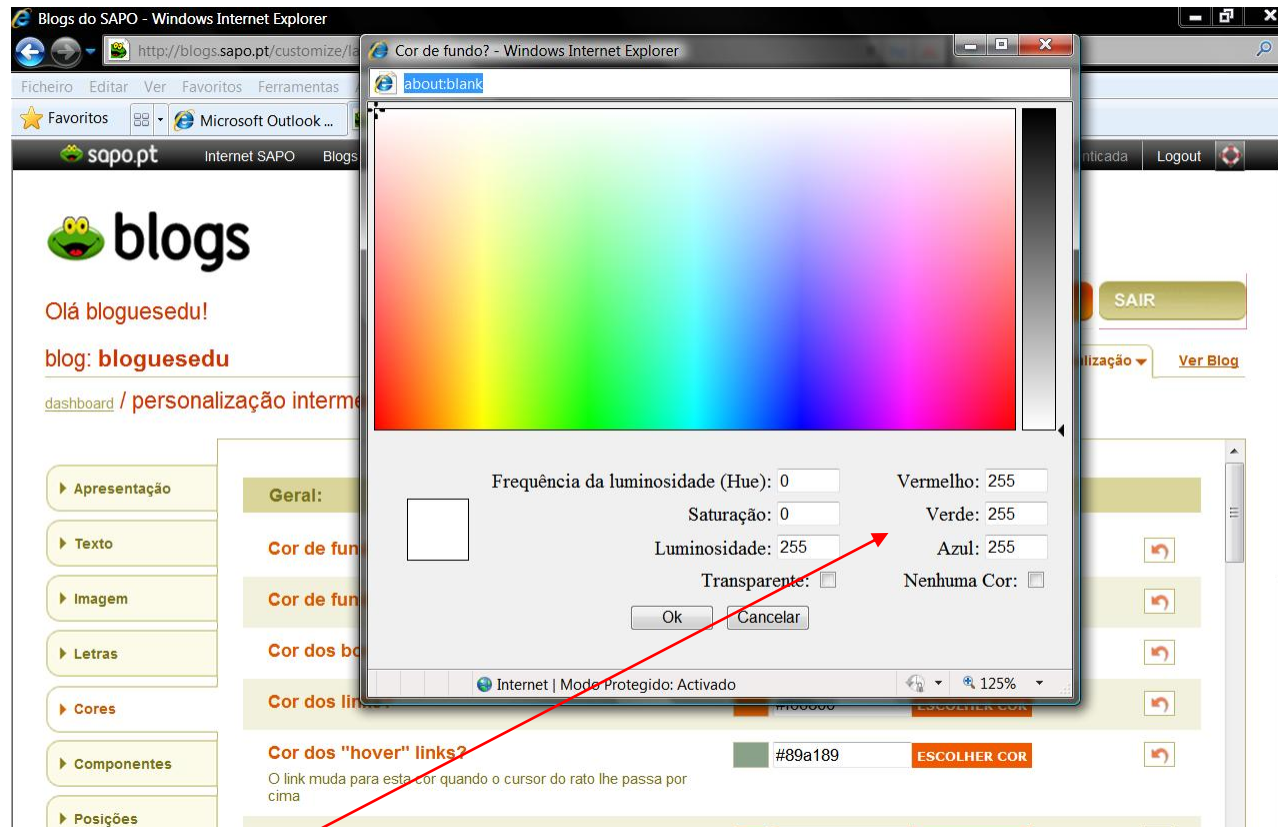 Blogs do SAPO - Windows Internet Explorer
http://blogs.sapo.pt/customize/la
Ficheiro Editar Ver Favoritos Ferramentas
Favoritos
Microsoft Outlook ...
sapo.pt Internet SAPO Blogs
nticada Logout
blogs
Olá bloguesedu!
SAIR
blog: bloguesedu
lização Ver Blog
dashboard / personalização interme
Cor de fundo? - Windows Internet Explorer
about:blank
Frequência da luminosidade (Hue): 0 Vermelho: 255
Saturação: 0 Verde: 255
Luminosidade: 255 Azul: 255
Transparente: Nenhuma Cor:
Ok Cancelar
Internet | Modo Protegido: Activado 125%
Apresentação
Texto
Imagem
Letras
Cores
Componentes
Posições
Geral:
Cor de fun
Cor de fun
Cor dos bo
Cor dos lin
ESCOLHER COR
Cor dos "hover" links? #89a189 ESCOLHER COR
O link muda para esta cor quando o cursor do rato lhe passa por
cima